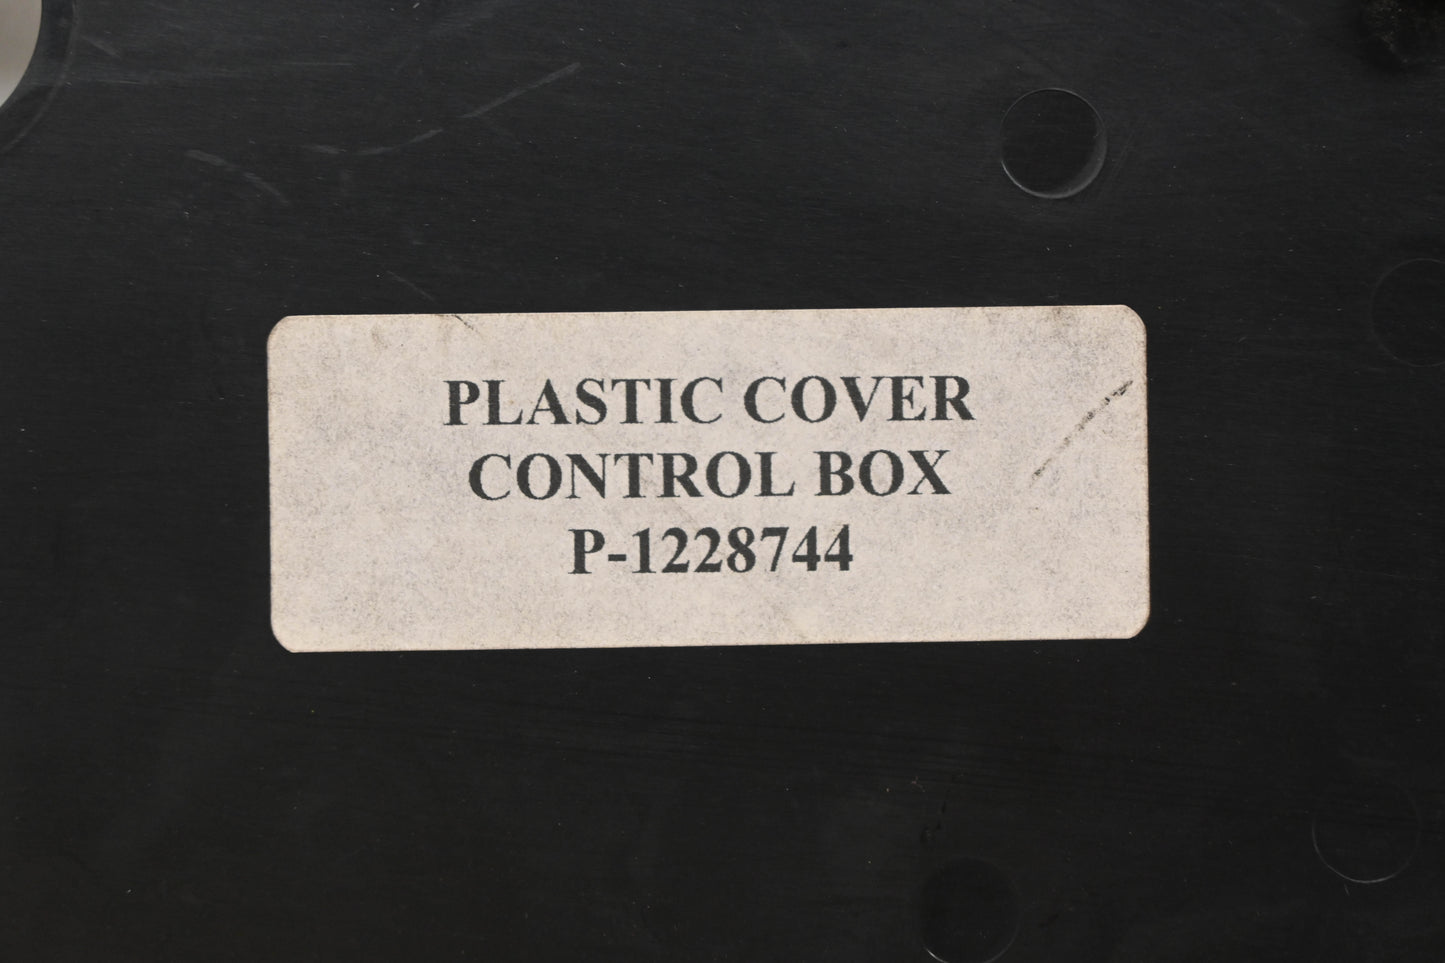 PLASTIC COVER
CONTROL BOX
P-1228744